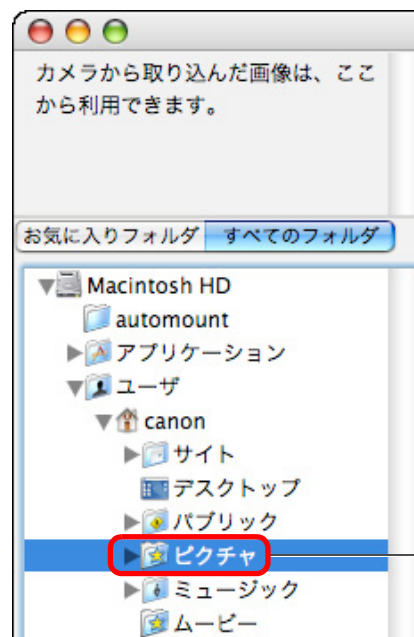 カメラから取り込んだ画像は、ここ
から利用できます。
お気に入りフォルダ すべてのフォルダ
Macintosh HD
automount
アプリケーション
ユーザ
canon
サイト
デスクトップ
パブリック
ピクチャ
ミュージック
ムービー